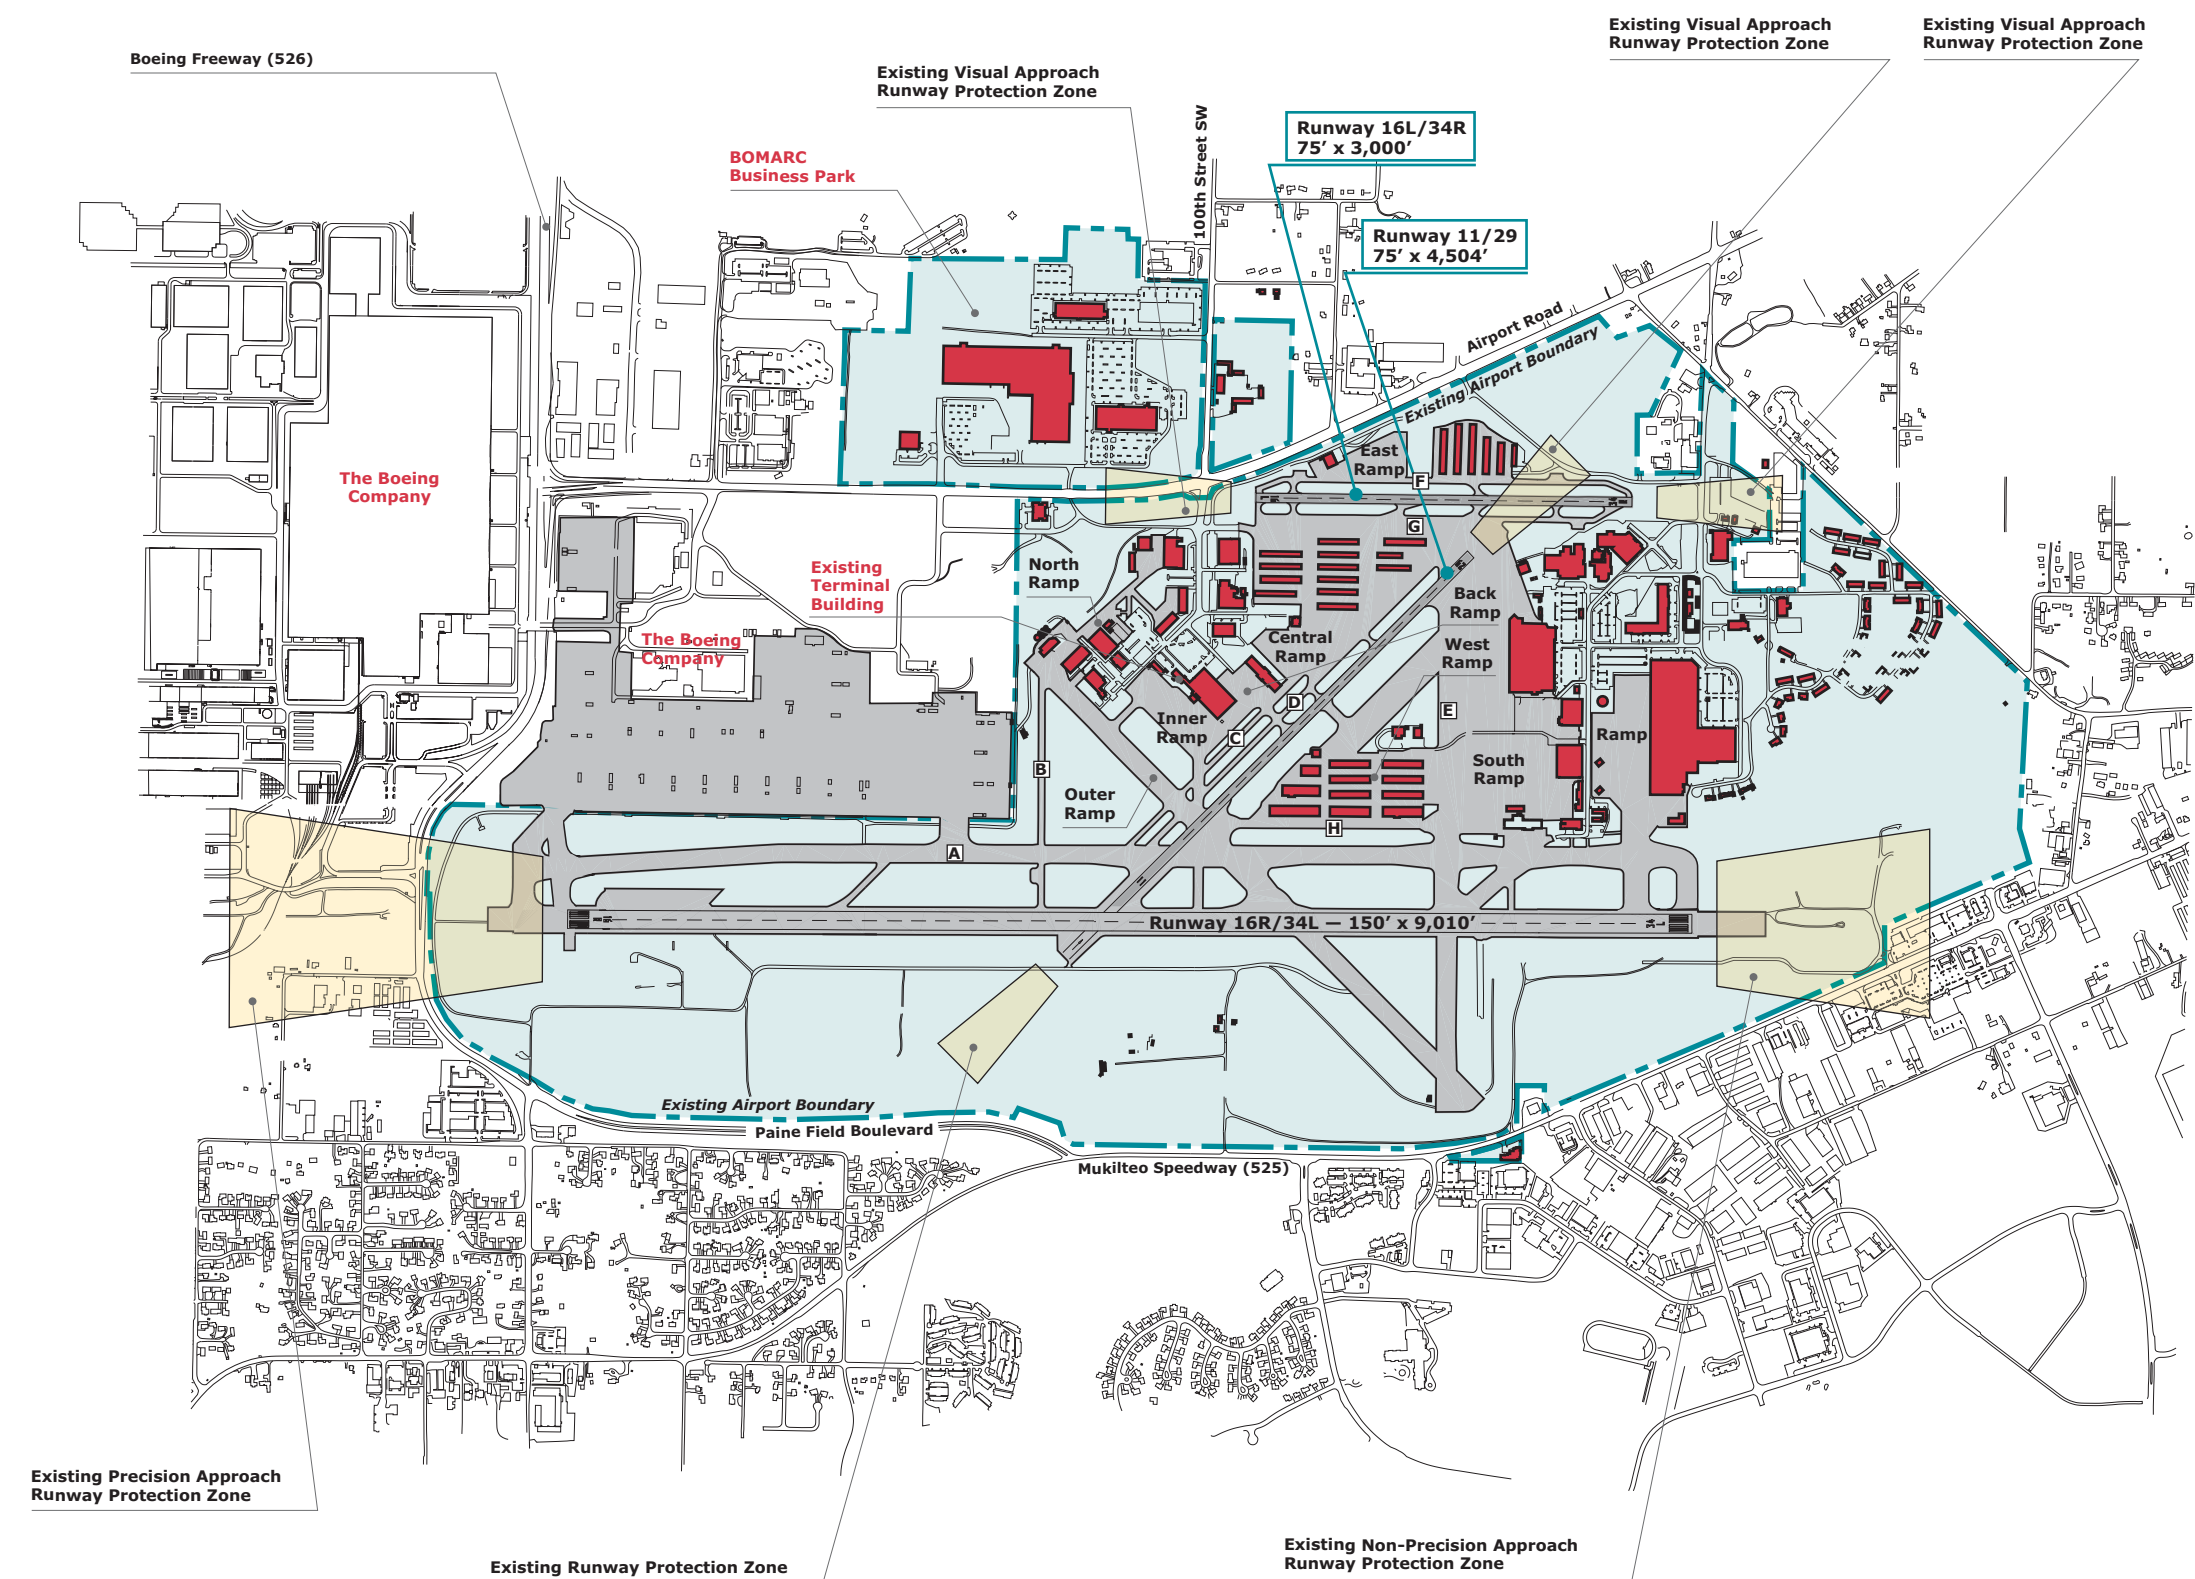 Existing Visual Approach
Runway Protection Zone
Existing Visual Approach
Runway Protection Zone
Boeing Freeway (526)
Existing Visual Approach
Runway Protection Zone
100th Street SW
Runway 16L/34R
75’ x 3,000’
BOMARC
Business Park
Runway 11/29
75’ x 4,504’
Airport Road
Existing Airport Boundary
East
Ramp
F
The Boeing
Company
G
North
Ramp
Existing
Terminal
Building
Back
Ramp
The Boeing
Company
Central
Ramp
West
Ramp
D
E
Inner
Ramp
C
Ramp
B
South
Ramp
Outer
Ramp
H
A
Runway 16R/34L — 150’ x 9,010’
Existing Airport Boundary
Paine Field Boulevard
Mukilteo Speedway (525)
Existing Precision Approach
Runway Protection Zone
Existing Non-Precision Approach
Runway Protection Zone
Existing Runway Protection Zone